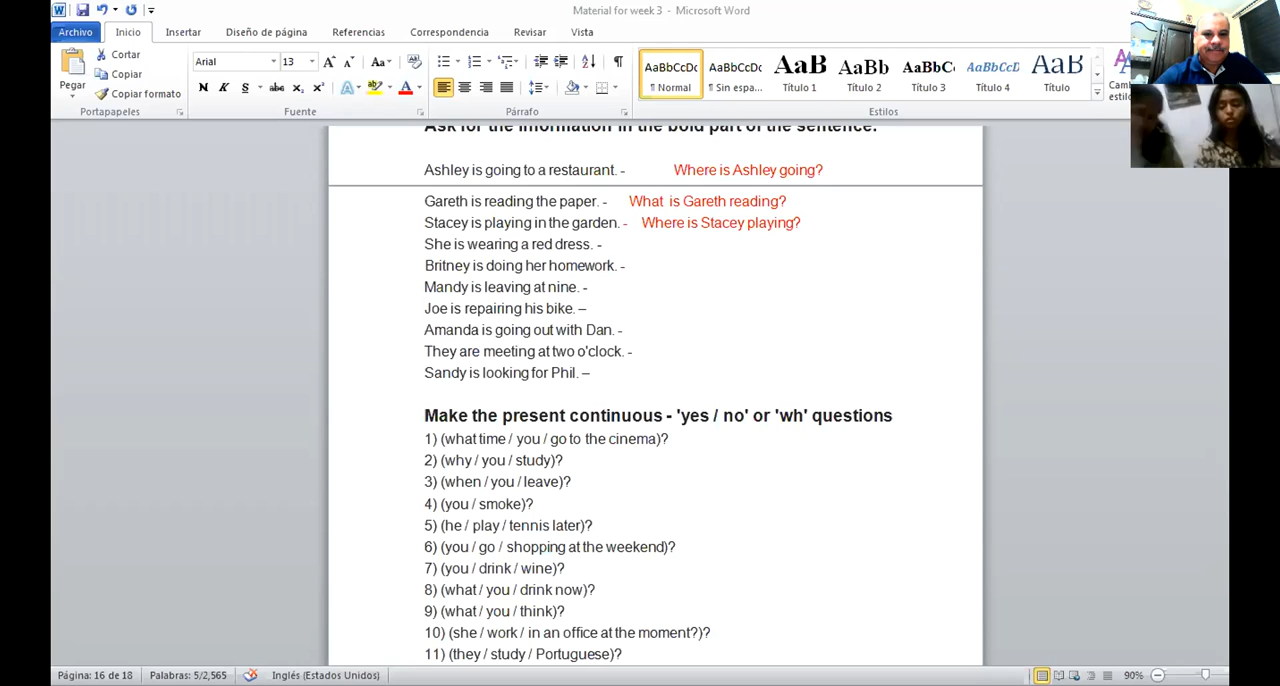 Material for week 3 - Microsoft Word
Archivo Inicio Insertar Diseño de página Referencias Correspondencia Revisar Vista
Pegar
Cortar
Copiar
Copiar formato
Portapapeles
Arial 13
N K S abc x₂ x² A A
Fuente
Párrafo
AaBbCcDc AaBbCcDc AaB AaBb AaBbC AaBbCcD AaBb
¶ Normal ¶ Sin espa... Título 1 Título 2 Título 3 Título 4 Título
Estilos
Ask for the information in the bold part of the sentence.
Ashley is going to a restaurant. - Where is Ashley going?
Gareth is reading the paper. - What is Gareth reading?
Stacey is playing in the garden. - Where is Stacey playing?
She is wearing a red dress. -
Britney is doing her homework. -
Mandy is leaving at nine. -
Joe is repairing his bike. –
Amanda is going out with Dan. -
They are meeting at two o'clock. -
Sandy is looking for Phil. –
Make the present continuous - 'yes / no' or 'wh' questions
1) (what time / you / go to the cinema)?
2) (why / you / study)?
3) (when / you / leave)?
4) (you / smoke)?
5) (he / play / tennis later)?
6) (you / go / shopping at the weekend)?
7) (you / drink / wine)?
8) (what / you / drink now)?
9) (what / you / think)?
10) (she / work / in an office at the moment?)?
11) (they / study / Portuguese)?
Página: 16 de 18 Palabras: 5/2,565 Inglés (Estados Unidos) 90%